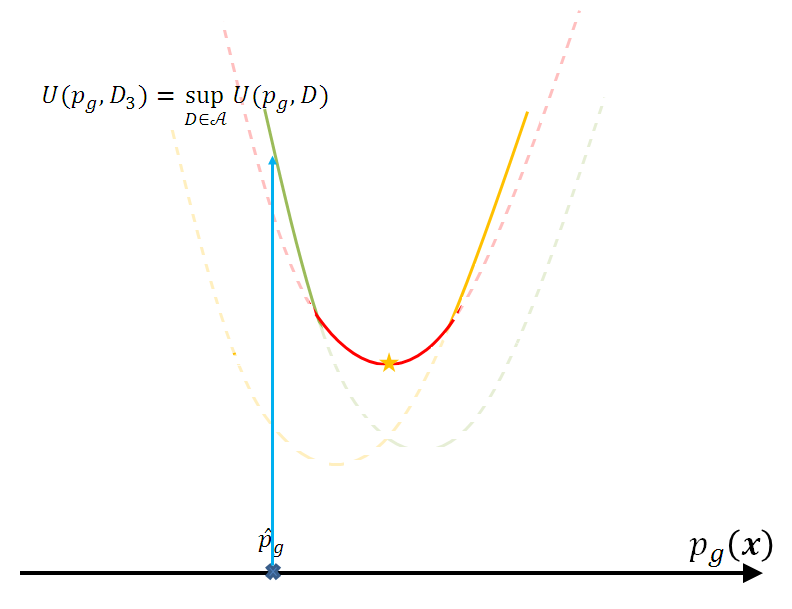 U(p_g, D_3) = sup_{D∈𝒜} U(p_g, D)
p̂_g
p_g(x)